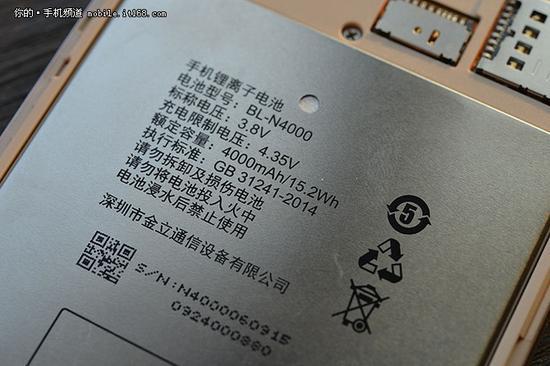 你的·手机频道 mobile.it168.com
手机锂离子电池
电池型号：BL-N4000
标称电压：3.8V
充电限制电压：4.35V
额定容量：4000mAh/15.2Wh
执行标准：GB 31241-2014
请勿拆卸及损伤电池
请勿将电池投入火中
电池浸水后禁止使用
深圳市金立通信设备有限公司
S/N:N4000060915
0924000880
5